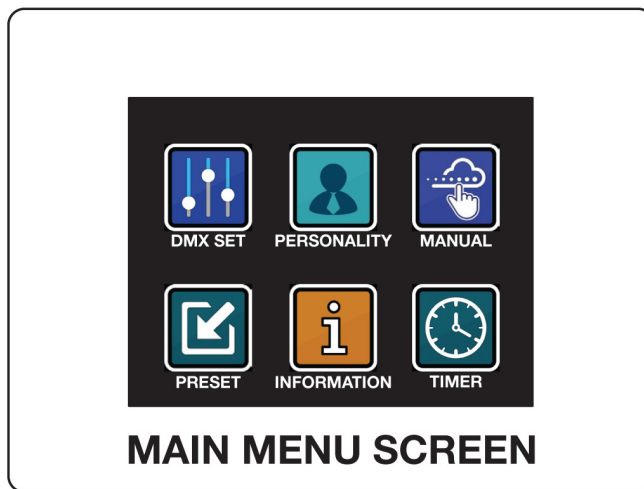 DMX SET PERSONALITY MANUAL
PRESET INFORMATION TIMER
MAIN MENU SCREEN